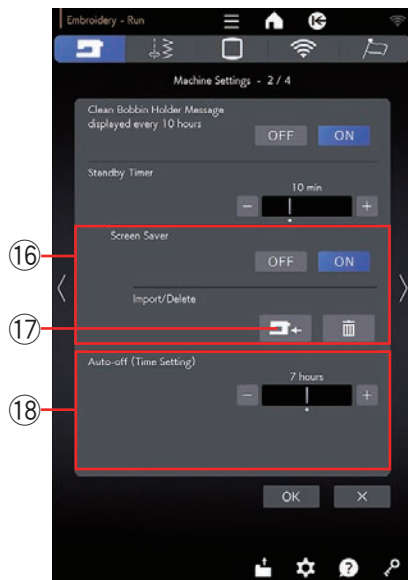 Embroidery - Run
Machine Settings - 2 / 4
Clean Bobbin Holder Message
displayed every 10 hours
OFF ON
Standby Timer
10 min
− +
⑯ Screen Saver
OFF ON
Import/Delete
⑰
⑱ Auto-off (Time Setting)
7 hours
− +
OK ×
?